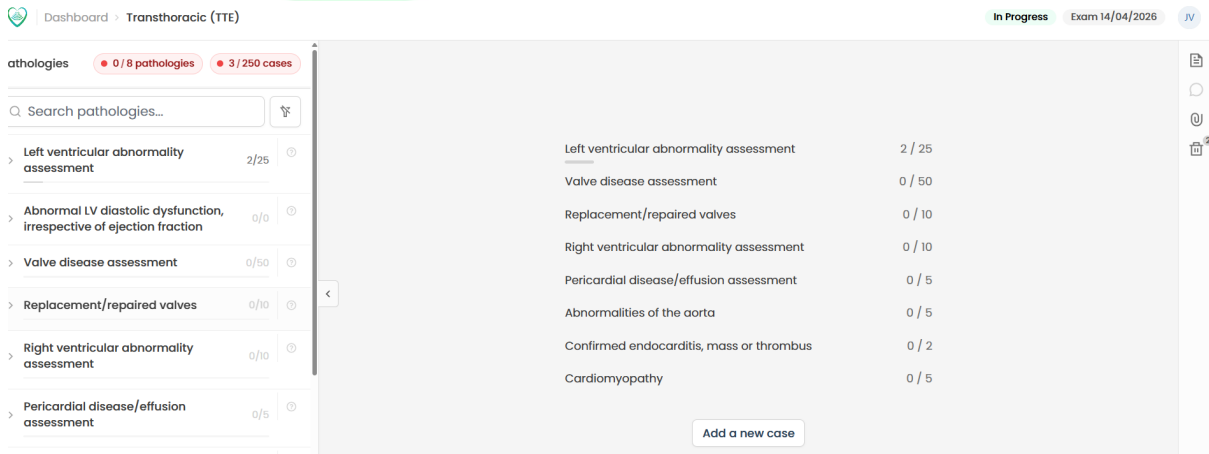 Dashboard > Transthoracic (TTE)
In Progress
Exam 14/04/2026
JV
athologies
0 / 8 pathologies
3 / 250 cases
Search pathologies...
Left ventricular abnormality
assessment
2/25
Abnormal LV diastolic dysfunction,
irrespective of ejection fraction
0/0
Valve disease assessment
0/50
Replacement/repaired valves
0/10
Right ventricular abnormality
assessment
0/10
Pericardial disease/effusion
assessment
0/5
Left ventricular abnormality assessment 2 / 25
Valve disease assessment 0 / 50
Replacement/repaired valves 0 / 10
Right ventricular abnormality assessment 0 / 10
Pericardial disease/effusion assessment 0 / 5
Abnormalities of the aorta 0 / 5
Confirmed endocarditis, mass or thrombus 0 / 2
Cardiomyopathy 0 / 5
Add a new case